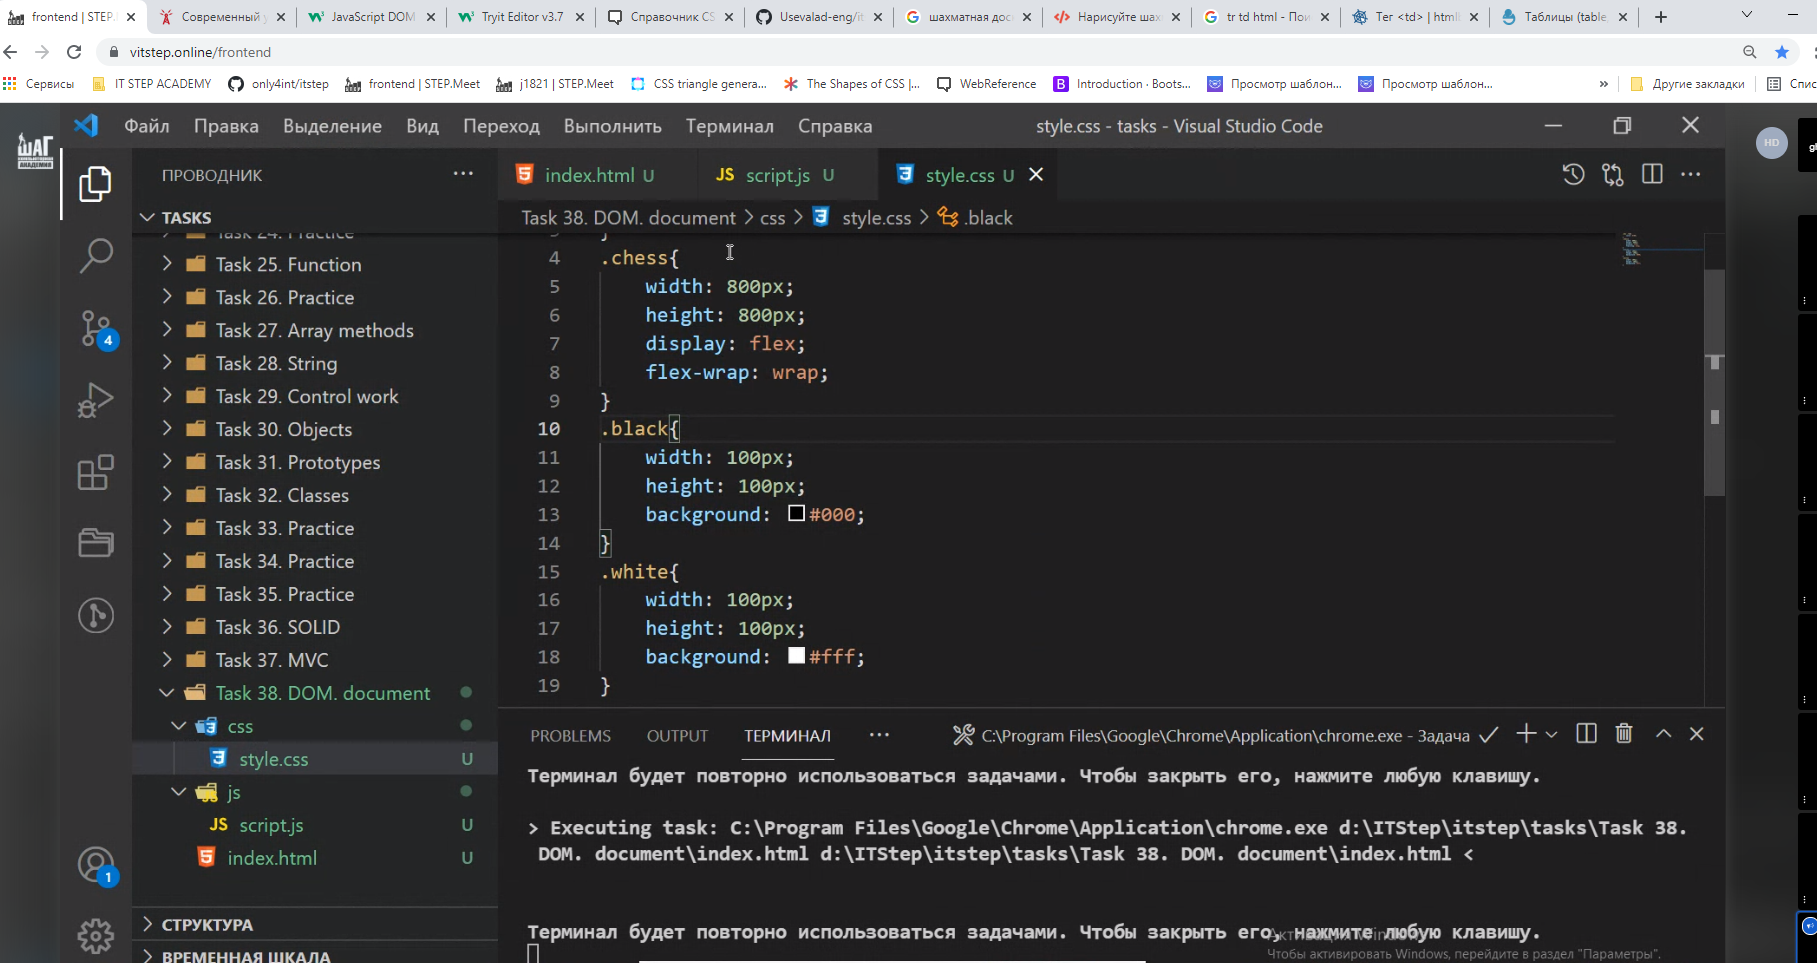 frontend | STEP.
Современный у
JavaScript DOM
Tryit Editor v3.7
Справочник CS
Usevalad-eng/it
шахматная дос
Нарисуйте шах
tr td html - Пои
Тег <td> | htmll
Таблицы (table
vitstep.online/frontend
Сервисы
IT STEP ACADEMY
only4int/itstep
frontend | STEP.Meet
j1821 | STEP.Meet
CSS triangle genera...
The Shapes of CSS |...
WebReference
Introduction · Boots...
Просмотр шаблон...
Просмотр шаблон...
»
Другие закладки
Спис
ШАГ
Файл Правка Выделение Вид Переход Выполнить Терминал Справка
style.css - tasks - Visual Studio Code
HD
gh
ПРОВОДНИК ...
index.html U
JS script.js U
style.css U
TASKS
Task 38. DOM. document > css > style.css > .black
Task 24. Practice
Task 25. Function
Task 26. Practice
Task 27. Array methods
Task 28. String
Task 29. Control work
Task 30. Objects
Task 31. Prototypes
Task 32. Classes
Task 33. Practice
Task 34. Practice
Task 35. Practice
Task 36. SOLID
Task 37. MVC
Task 38. DOM. document
css
style.css U
js
JS script.js U
index.html U
СТРУКТУРА
ВРЕМЕННАЯ ШКАЛА
4
1
3 }
4 .chess{
5 width: 800px;
6 height: 800px;
7 display: flex;
8 flex-wrap: wrap;
9 }
10 .black{
11 width: 100px;
12 height: 100px;
13 background: #000;
14 }
15 .white{
16 width: 100px;
17 height: 100px;
18 background: #fff;
19 }
PROBLEMS OUTPUT ТЕРМИНАЛ ...
C:\Program Files\Google\Chrome\Application\chrome.exe - Задача
Терминал будет повторно использоваться задачами. Чтобы закрыть его, нажмите любую клавишу.
> Executing task: C:\Program Files\Google\Chrome\Application\chrome.exe d:\ITStep\itstep\tasks\Task 38.
DOM. document\index.html d:\ITStep\itstep\tasks\Task 38. DOM. document\index.html <
Терминал будет повторно использоваться задачами. Чтобы закрыть его, нажмите любую клавишу.
Активация Windows
Чтобы активировать Windows, перейдите в раздел "Параметры".